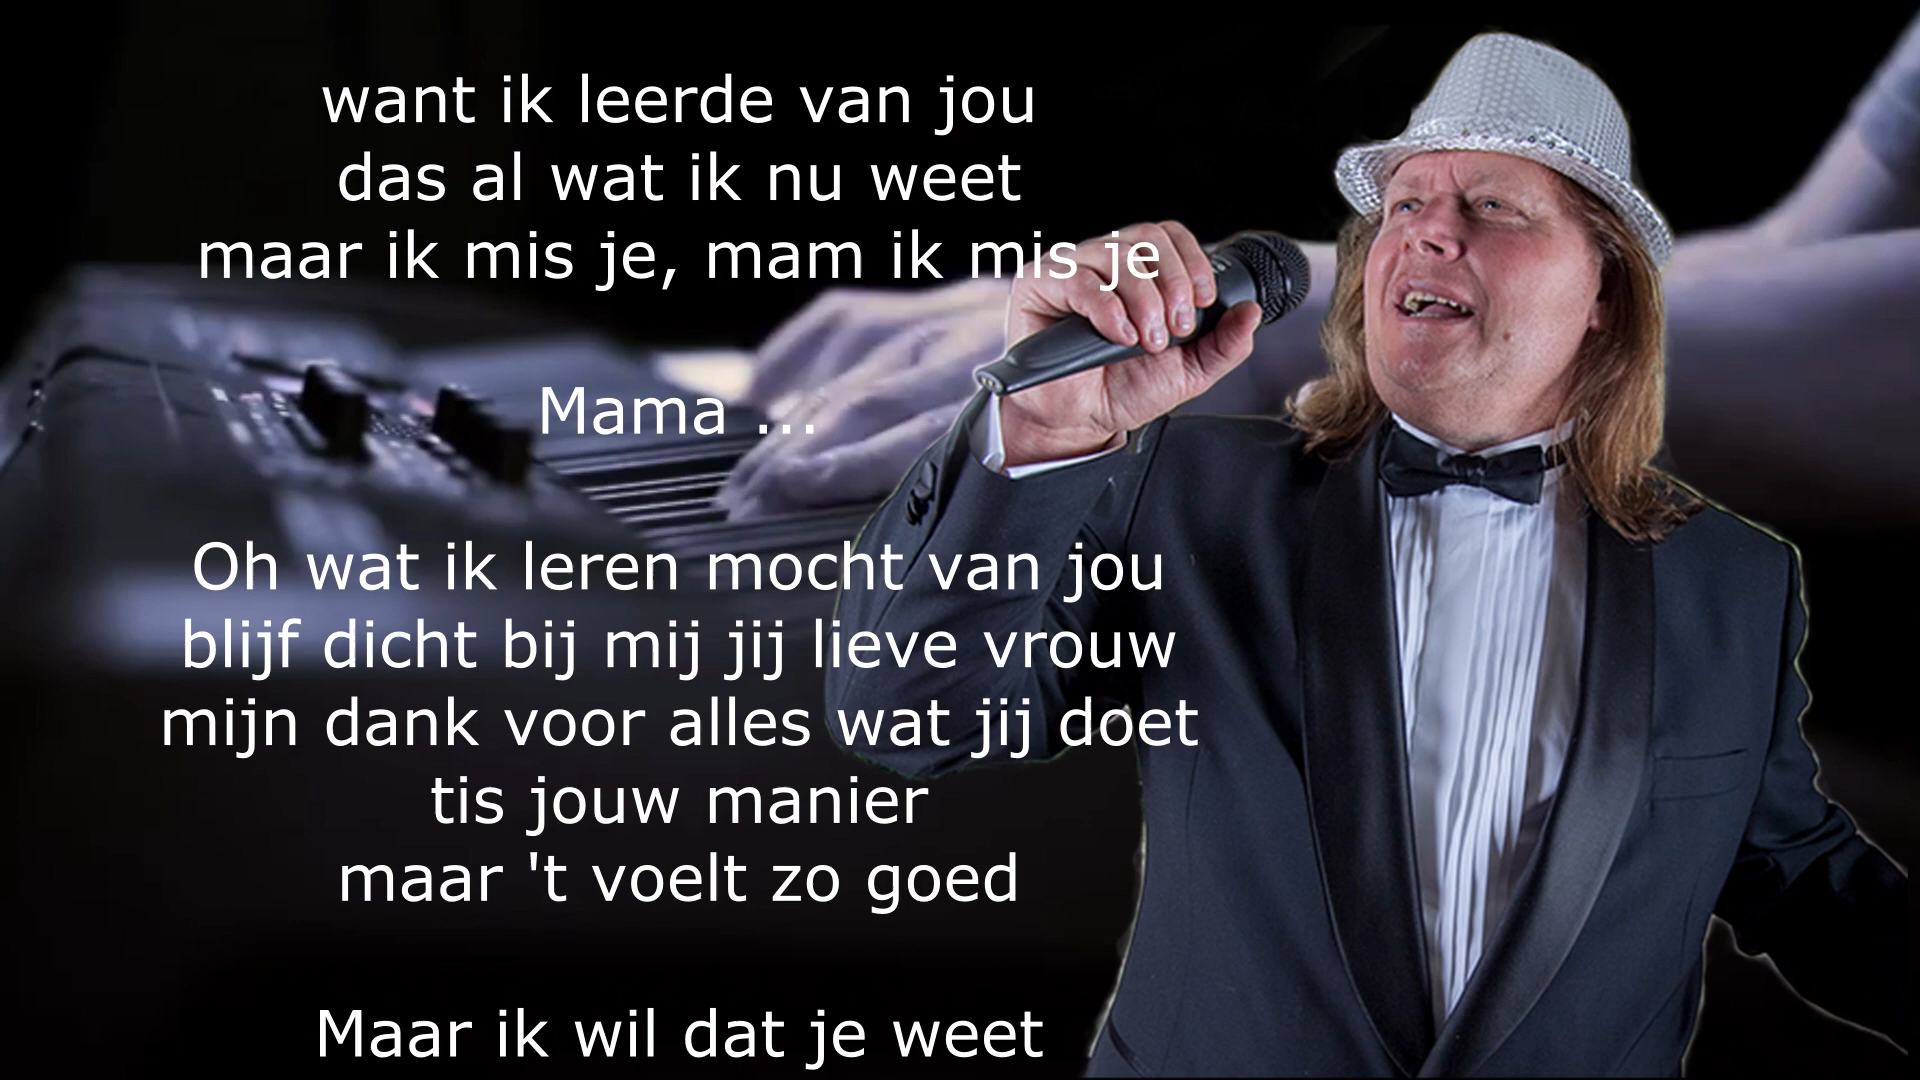 want ik leerde van jou
das al wat ik nu weet
maar ik mis je, mam ik mis je
Mama ...
Oh wat ik leren mocht van jou
blijf dicht bij mij jij lieve vrouw
mijn dank voor alles wat jij doet
tis jouw manier
maar 't voelt zo goed
Maar ik wil dat je weet